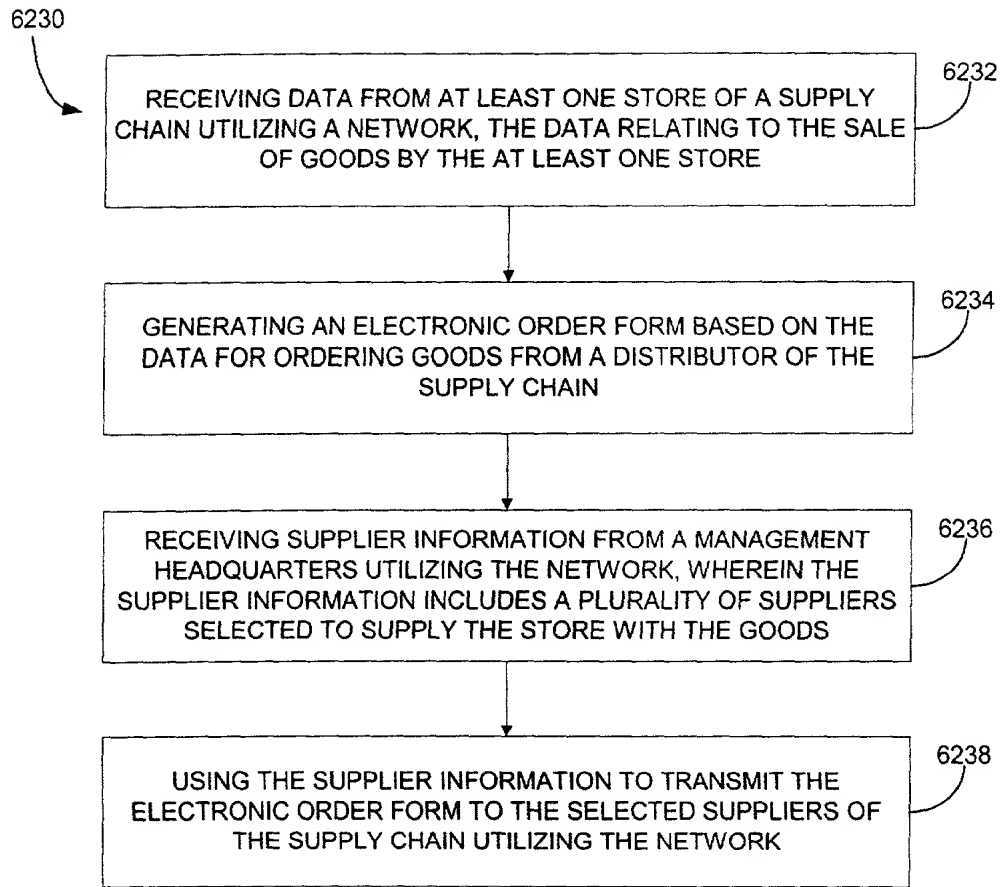 6230
6232
RECEIVING DATA FROM AT LEAST ONE STORE OF A SUPPLY
CHAIN UTILIZING A NETWORK, THE DATA RELATING TO THE SALE
OF GOODS BY THE AT LEAST ONE STORE
6234
GENERATING AN ELECTRONIC ORDER FORM BASED ON THE
DATA FOR ORDERING GOODS FROM A DISTRIBUTOR OF THE
SUPPLY CHAIN
6236
RECEIVING SUPPLIER INFORMATION FROM A MANAGEMENT
HEADQUARTERS UTILIZING THE NETWORK, WHEREIN THE
SUPPLIER INFORMATION INCLUDES A PLURALITY OF SUPPLIERS
SELECTED TO SUPPLY THE STORE WITH THE GOODS
6238
USING THE SUPPLIER INFORMATION TO TRANSMIT THE
ELECTRONIC ORDER FORM TO THE SELECTED SUPPLIERS OF
THE SUPPLY CHAIN UTILIZING THE NETWORK